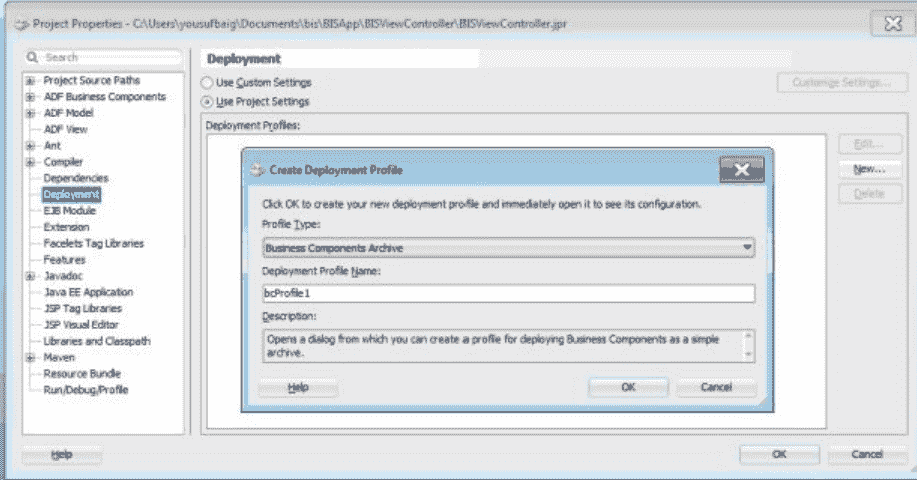 Project Properties - C:\Users\yousufbaig\Documents\bis\BISApp\BISViewController\BISViewController.jpr
Search
Project Source Paths
ADF Business Components
ADF Model
ADF View
Ant
Compiler
Dependencies
Deployment
EJB Module
Extension
Facelets Tag Libraries
Features
Javadoc
Java EE Application
JSP Tag Libraries
JSP Visual Editor
Libraries and Classpath
Maven
Resource Bundle
Run/Debug/Profile
Help
Deployment
Use Custom Settings
Customize Settings...
Use Project Settings
Deployment Profiles:
Edit...
New...
Delete
Create Deployment Profile
Click OK to create your new deployment profile and immediately open it to see its configuration.
Profile Type:
Business Components Archive
Deployment Profile Name:
bcProfile1
Description:
Opens a dialog from which you can create a profile for deploying Business Components as a simple
archive.
Help
OK
Cancel
OK
Cancel